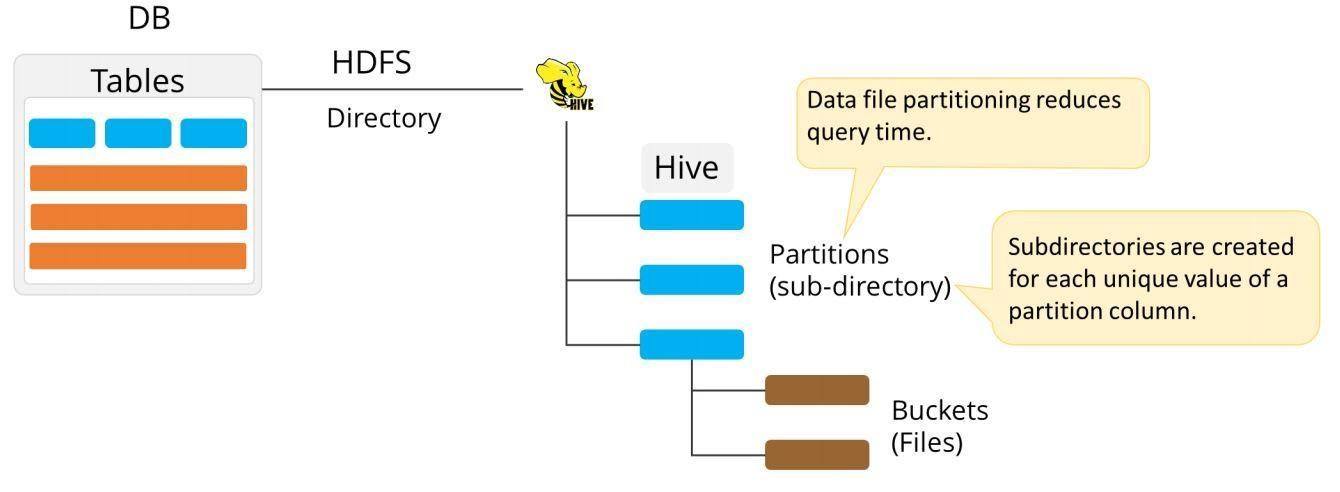 DB
Tables
HDFS
Directory
HIVE
Hive
Data file partitioning reduces
query time.
Partitions
(sub-directory)
Subdirectories are created
for each unique value of a
partition column.
Buckets
(Files)